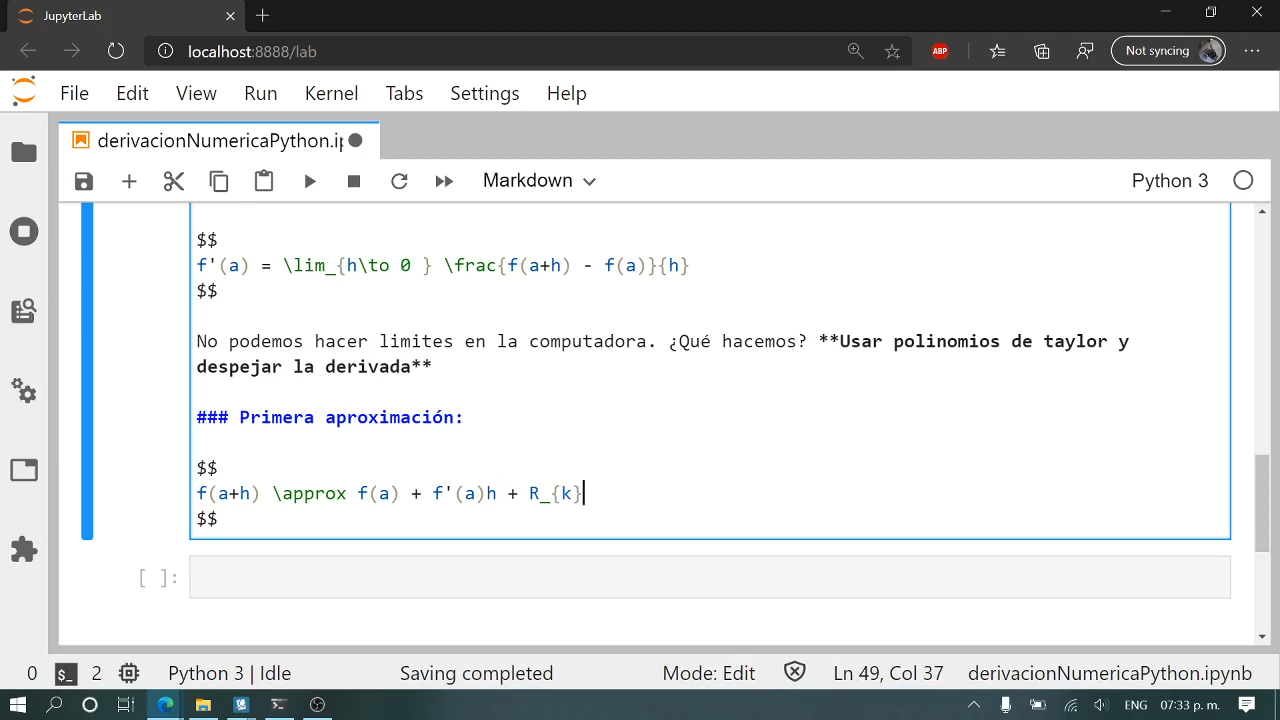 JupyterLab
localhost:8888/lab
ABP
Not syncing
File Edit View Run Kernel Tabs Settings Help
derivacionNumericaPython.ip
Markdown
Python 3
$$
f'(a) = \lim_{h\to 0 } \frac{f(a+h) - f(a)}{h}
$$
No podemos hacer limites en la computadora. ¿Qué hacemos? **Usar polinomios de taylor y
despejar la derivada**
### Primera aproximación:
$$
f(a+h) \approx f(a) + f'(a)h + R_{k}
$$
[ ]:
0 $_ 2 Python 3 | Idle Saving completed Mode: Edit Ln 49, Col 37 derivacionNumericaPython.ipynb
ENG 07:33 p. m.